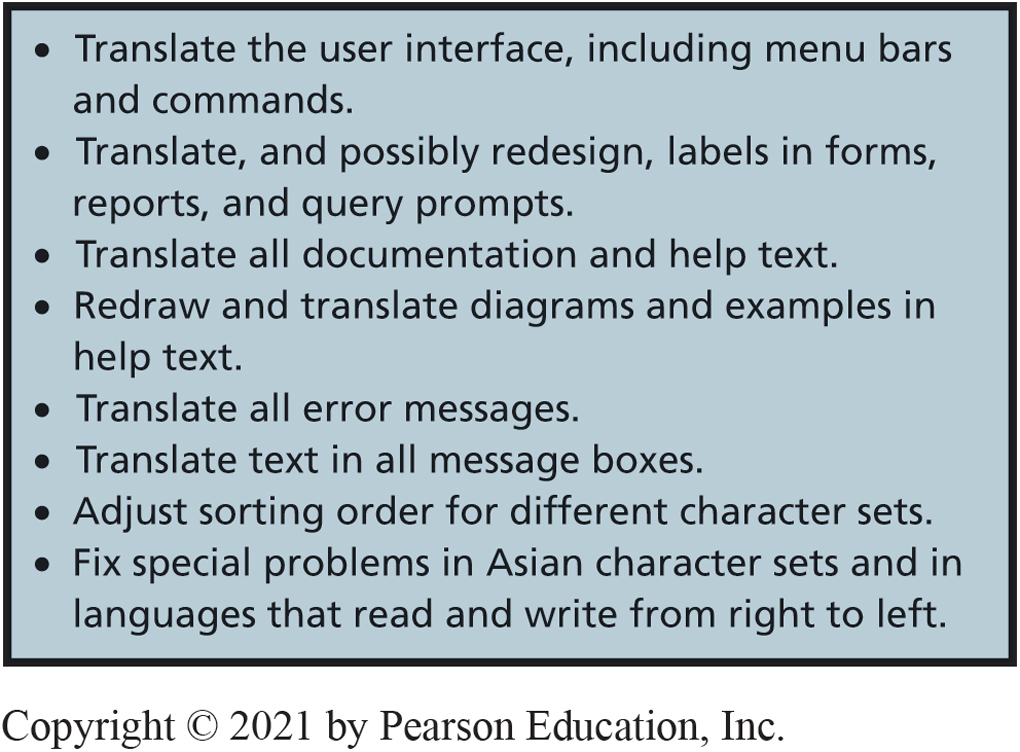 • Translate the user interface, including menu bars
and commands.
• Translate, and possibly redesign, labels in forms,
reports, and query prompts.
• Translate all documentation and help text.
• Redraw and translate diagrams and examples in
help text.
• Translate all error messages.
• Translate text in all message boxes.
• Adjust sorting order for different character sets.
• Fix special problems in Asian character sets and in
languages that read and write from right to left.
Copyright © 2021 by Pearson Education, Inc.